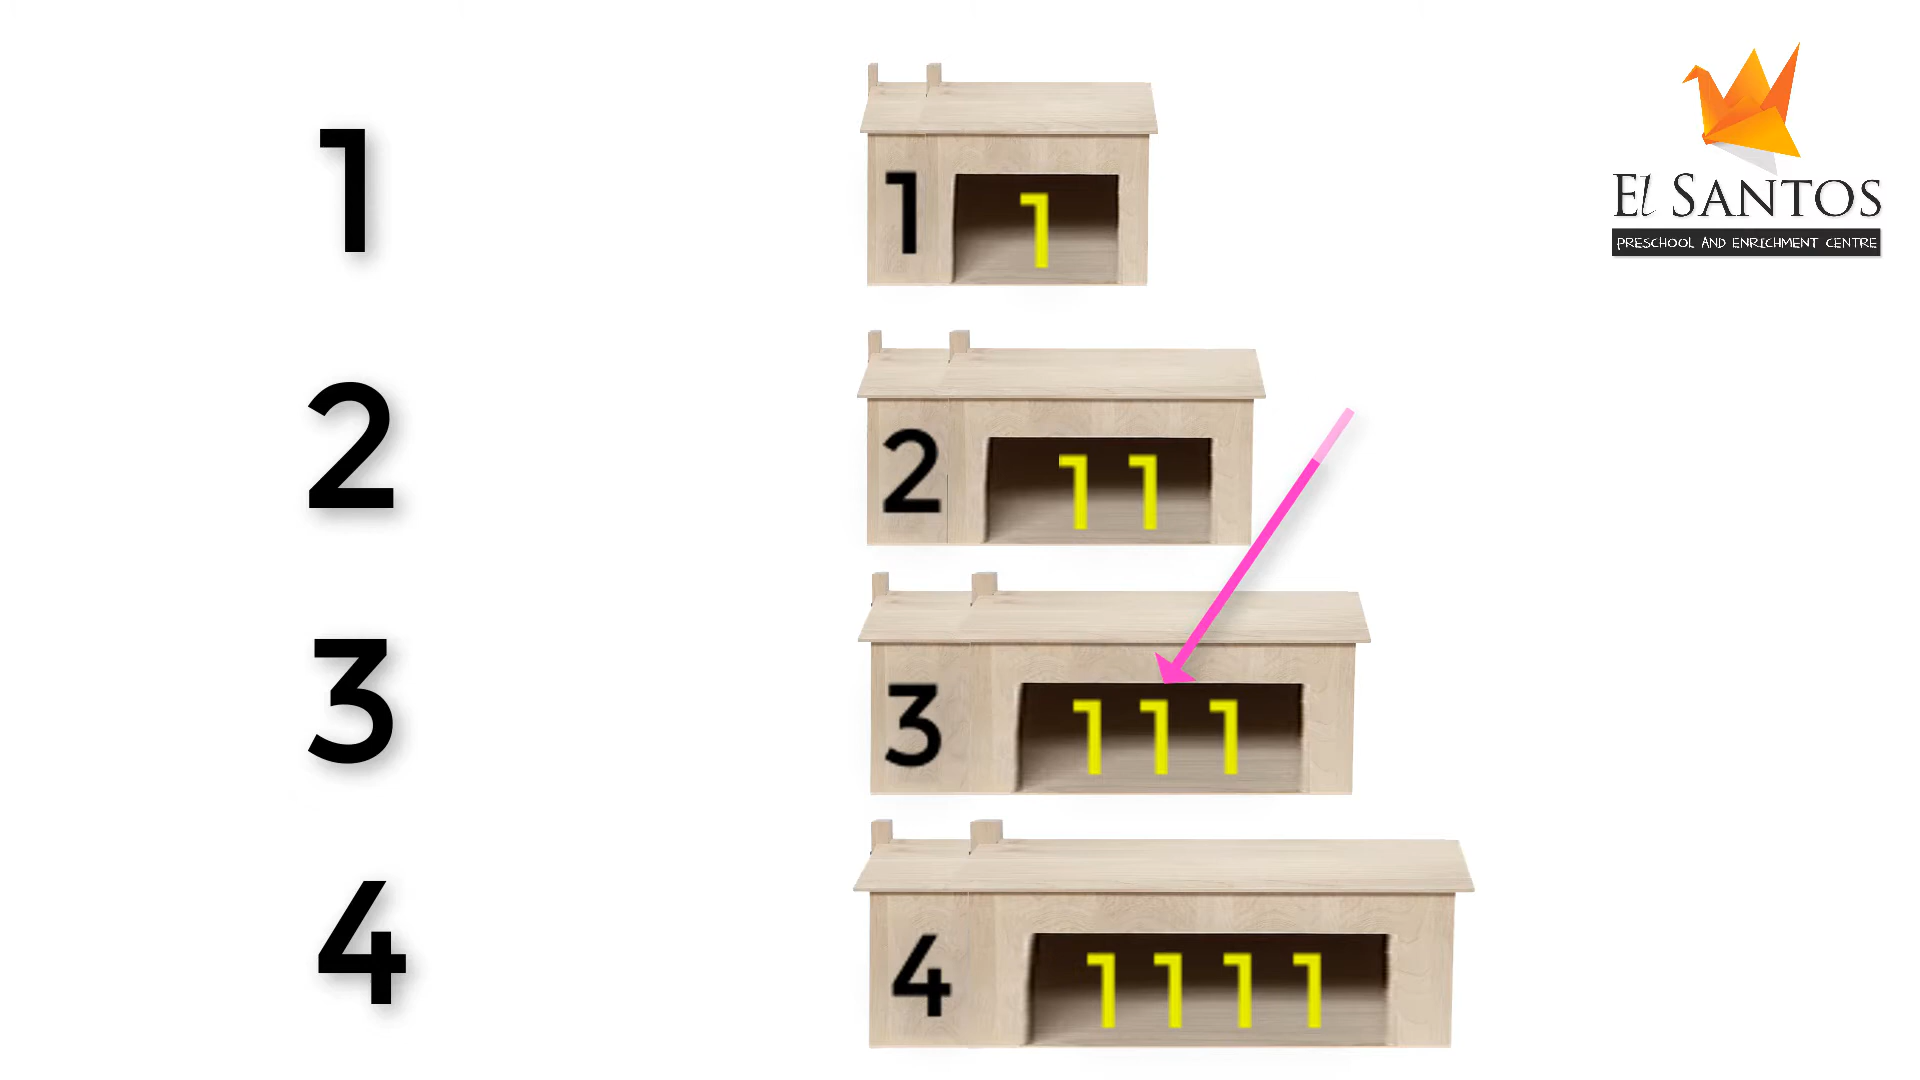 1
1 1
EL SANTOS
PRESCHOOL AND ENRICHMENT CENTRE
2
2 1 1
3
3 1 1 1
4
4 1 1 1 1